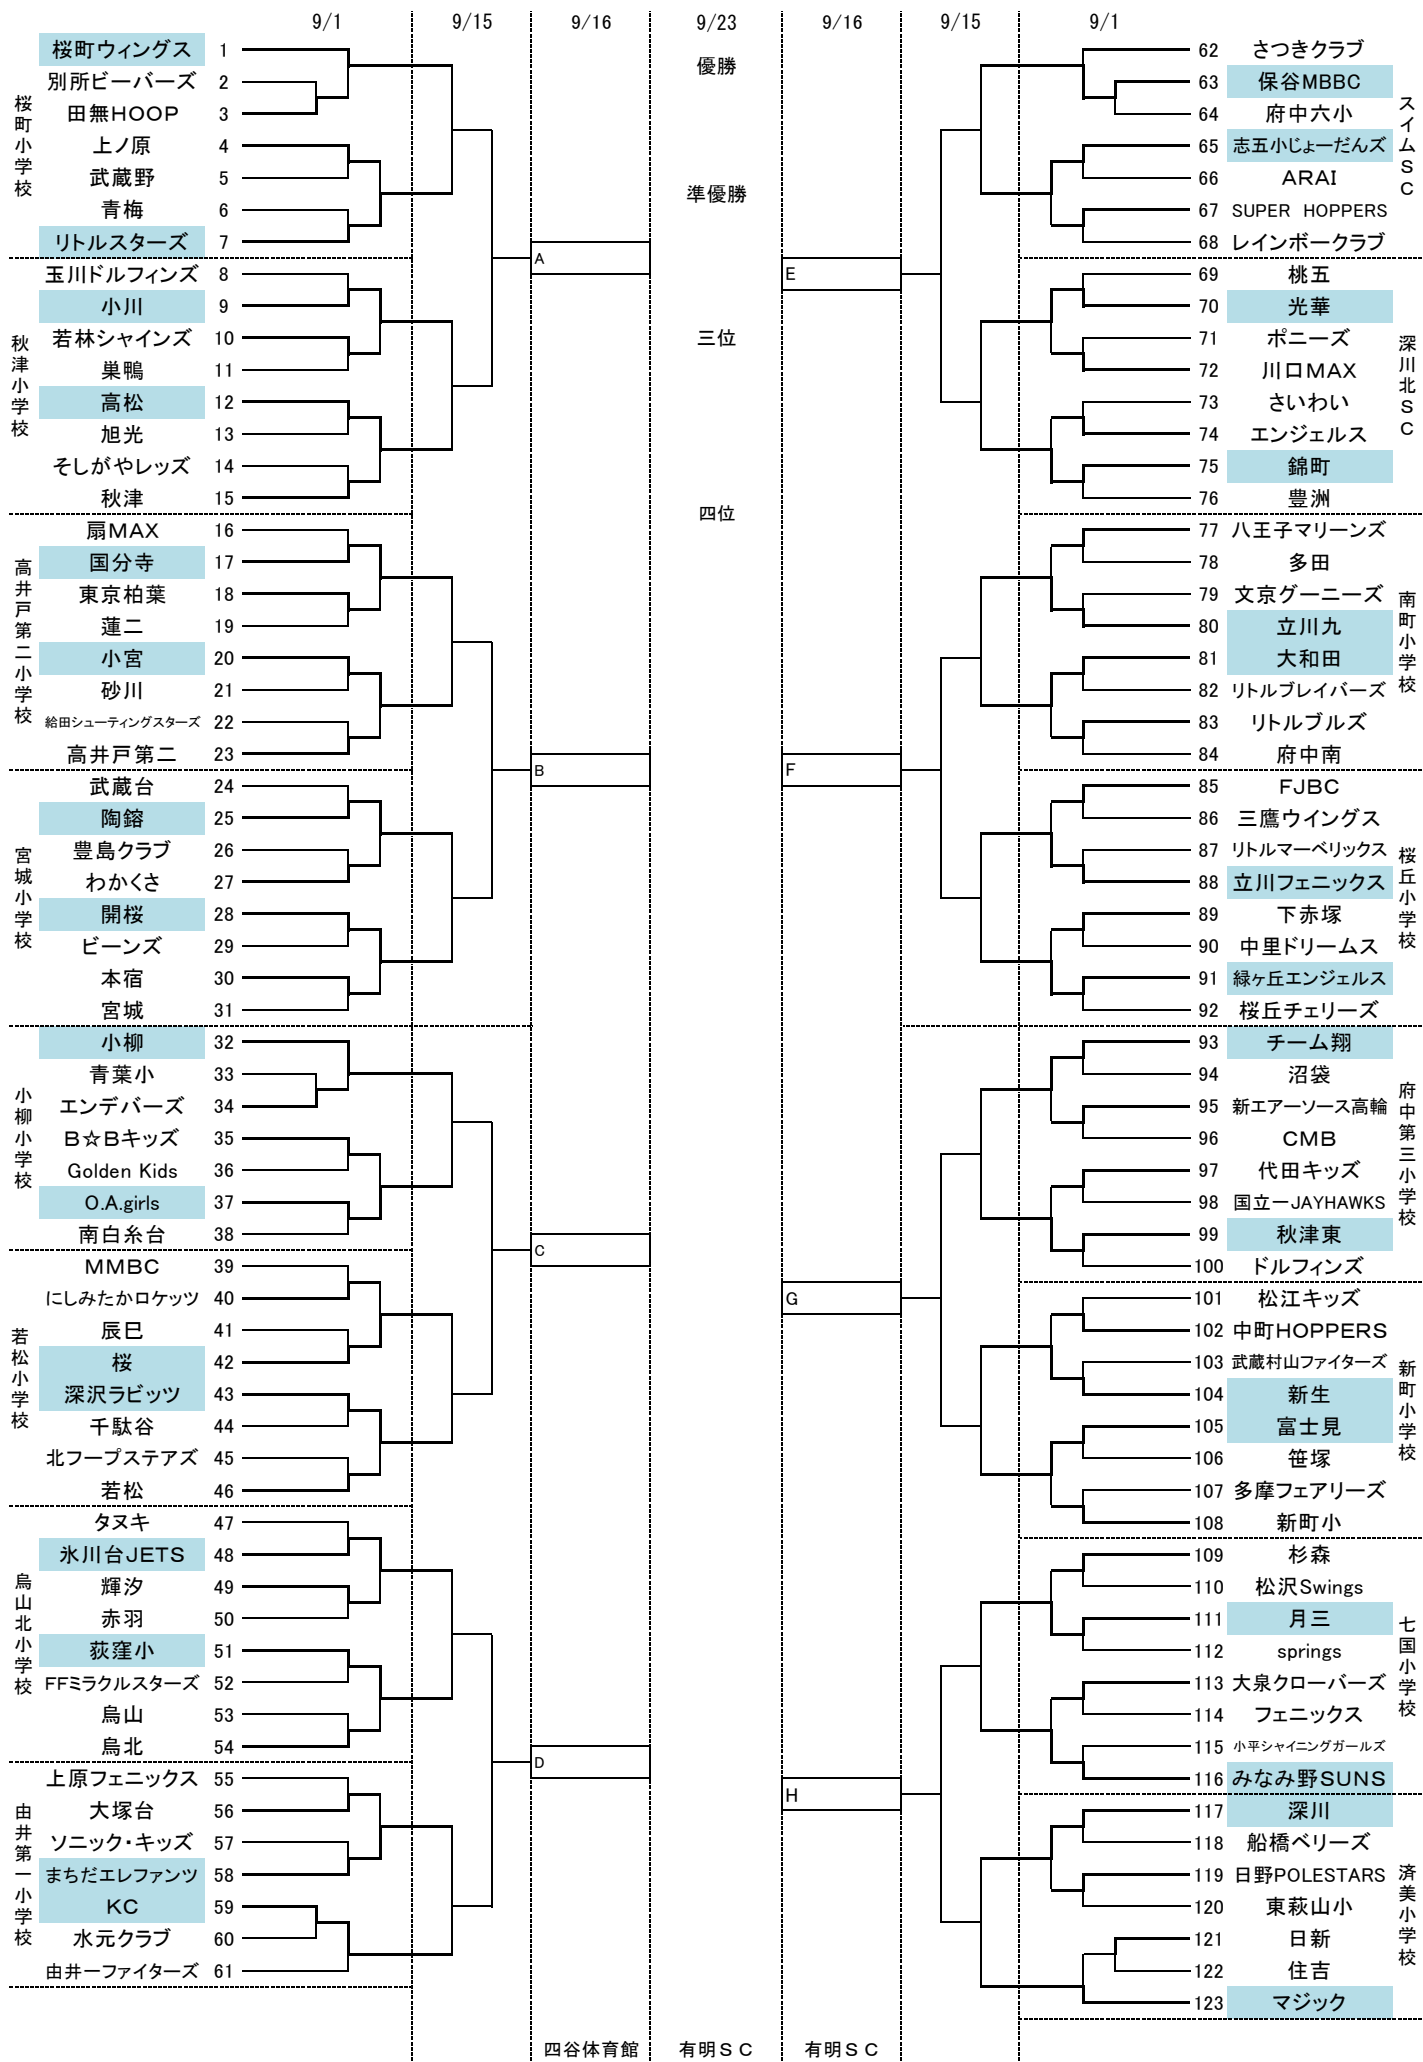 9/1 9/15 9/16 9/23 9/16 9/15 9/1
優勝
準優勝
三位
四位
桜町小学校
桜町ウィングス 1
別所ビーバーズ 2
田無HOOP 3
上ノ原 4
武蔵野 5
青梅 6
リトルスターズ 7
秋津小学校
玉川ドルフィンズ 8
小川 9
若林シャインズ 10
巣鴨 11
高松 12
旭光 13
そしがやレッズ 14
秋津 15
高井戸第二小学校
扇MAX 16
国分寺 17
東京柏葉 18
蓮二 19
小宮 20
砂川 21
給田シューティングスターズ 22
高井戸第二 23
宮城小学校
武蔵台 24
陶鎔 25
豊島クラブ 26
わかくさ 27
開桜 28
ビーンズ 29
本宿 30
宮城 31
小柳小学校
小柳 32
青葉小 33
エンデバーズ 34
B☆Bキッズ 35
Golden Kids 36
O.A.girls 37
南白糸台 38
若松小学校
MMBC 39
にしみたかロケッツ 40
辰巳 41
桜 42
深沢ラビッツ 43
千駄谷 44
北フープステアズ 45
若松 46
烏山北小学校
タヌキ 47
氷川台JETS 48
輝汐 49
赤羽 50
荻窪小 51
FFミラクルスターズ 52
烏山 53
烏北 54
由井第一小学校
上原フェニックス 55
大塚台 56
ソニック・キッズ 57
まちだエレファンツ 58
KC 59
水元クラブ 60
由井一ファイターズ 61
A
B
C
D
E
F
G
H
62 さつきクラブ
63 保谷MBBC
64 府中六小
65 志五小じょーだんズ
66 ARAI
67 SUPER HOPPERS
68 レインボークラブ
スイムSC
69 桃五
70 光華
71 ポニーズ
72 川口MAX
73 さいわい
74 エンジェルス
75 錦町
76 豊洲
深川北SC
77 八王子マリーンズ
78 多田
79 文京グーニーズ
80 立川九
81 大和田
82 リトルブレイバーズ
83 リトルブルズ
84 府中南
南町小学校
85 FJBC
86 三鷹ウイングス
87 リトルマーベリックス
88 立川フェニックス
89 下赤塚
90 中里ドリームス
91 緑ヶ丘エンジェルス
92 桜丘チェリーズ
桜丘小学校
93 チーム翔
94 沼袋
95 新エアーソース高輪
96 CMB
97 代田キッズ
98 国立一JAYHAWKS
99 秋津東
100 ドルフィンズ
府中第三小学校
101 松江キッズ
102 中町HOPPERS
103 武蔵村山ファイターズ
104 新生
105 富士見
106 笹塚
107 多摩フェアリーズ
108 新町小
新町小学校
109 杉森
110 松沢Swings
111 月三
112 springs
113 大泉クローバーズ
114 フェニックス
115 小平シャイニングガールズ
116 みなみ野SUNS
七国小学校
117 深川
118 船橋ベリーズ
119 日野POLESTARS
120 東萩山小
121 日新
122 住吉
123 マジック
済美小学校
四谷体育館 有明SC 有明SC